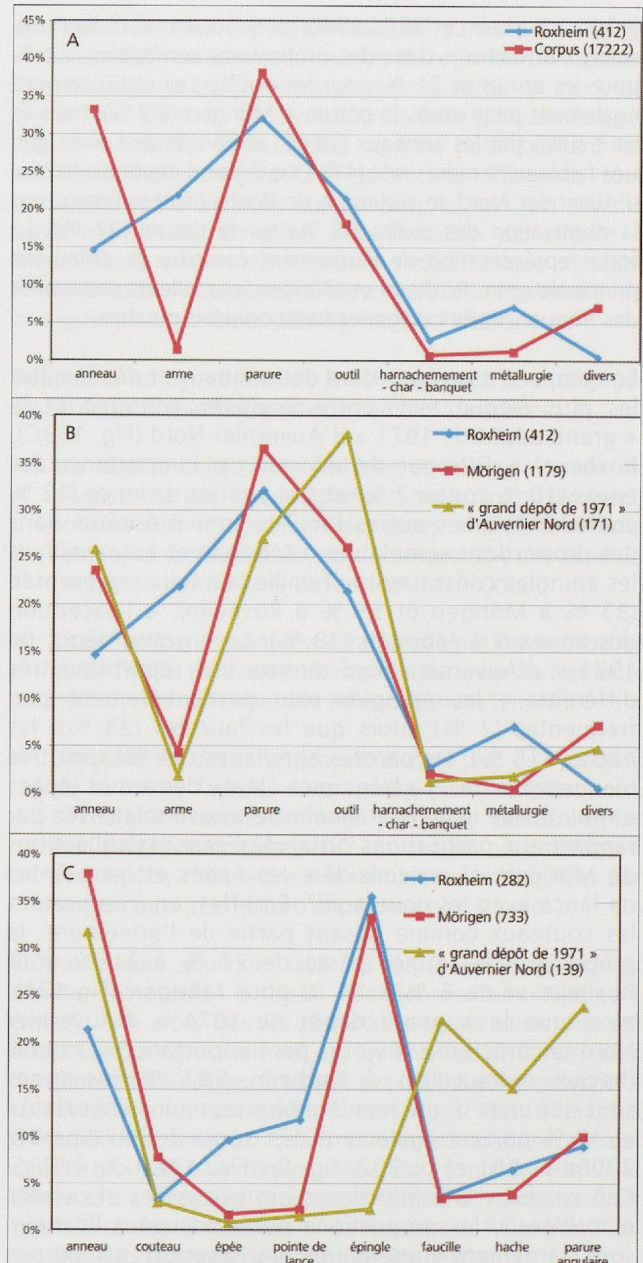 45%
40%
35%
30%
25%
20%
15%
10%
5%
0%
A
Roxheim (412)
Corpus (17222)
anneau
arme
parure
outil
harnachement
- char - banquet
métallurgie
divers
40%
35%
30%
25%
20%
15%
10%
5%
0%
B
Roxheim (412)
Mörigen (1179)
« grand dépôt de 1971 »
d'Auvernier Nord (171)
anneau
arme
parure
outil
harnachement
- char - banquet
métallurgie
divers
40%
35%
30%
25%
20%
15%
10%
5%
0%
C
Roxheim (282)
Mörigen (733)
« grand dépôt de 1971 »
d'Auvernier Nord (139)
anneau
couteau
épée
pointe de
lance
épingle
faucille
hache
parure
annulaire